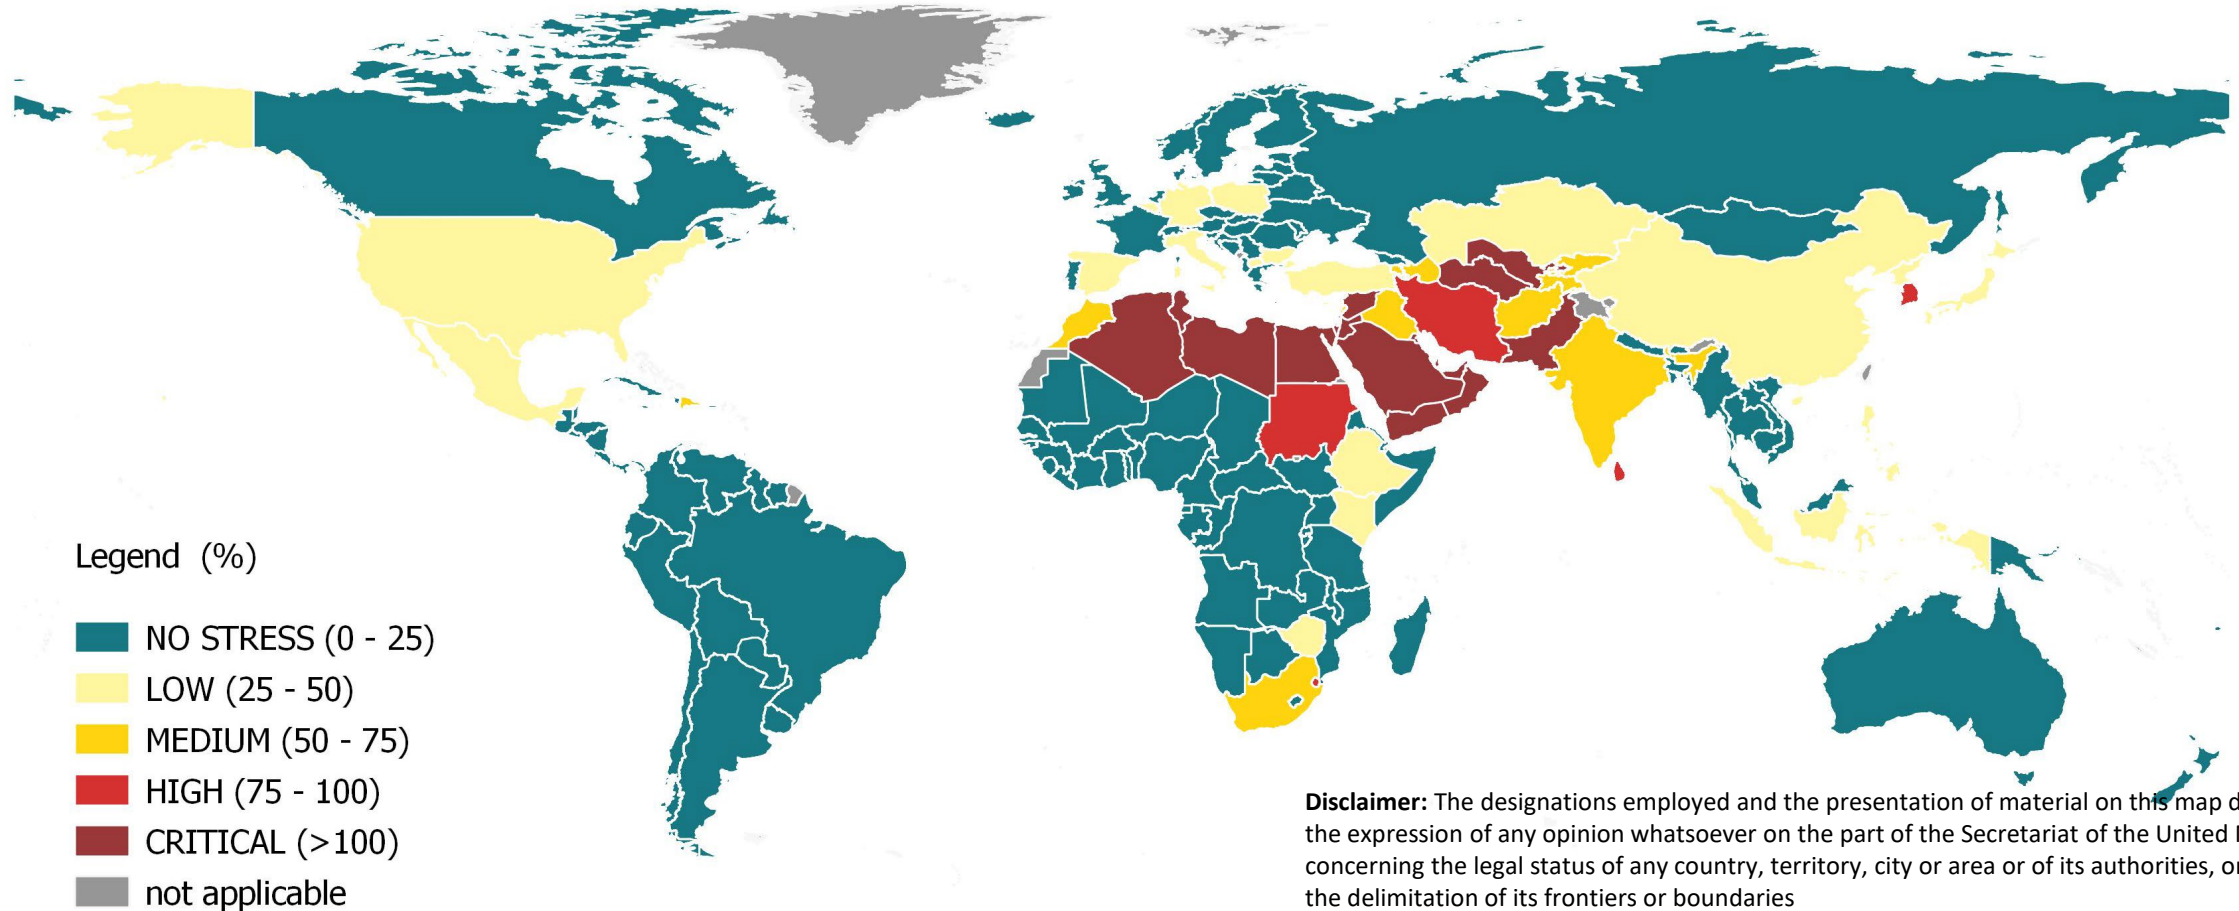 Legend (%)
NO STRESS (0 - 25)
LOW (25 - 50)
MEDIUM (50 - 75)
HIGH (75 - 100)
CRITICAL (>100)
not applicable
Disclaimer: The designations employed and the presentation of material on this map d
the expression of any opinion whatsoever on the part of the Secretariat of the United
concerning the legal status of any country, territory, city or area or of its authorities, or
the delimitation of its frontiers or boundaries